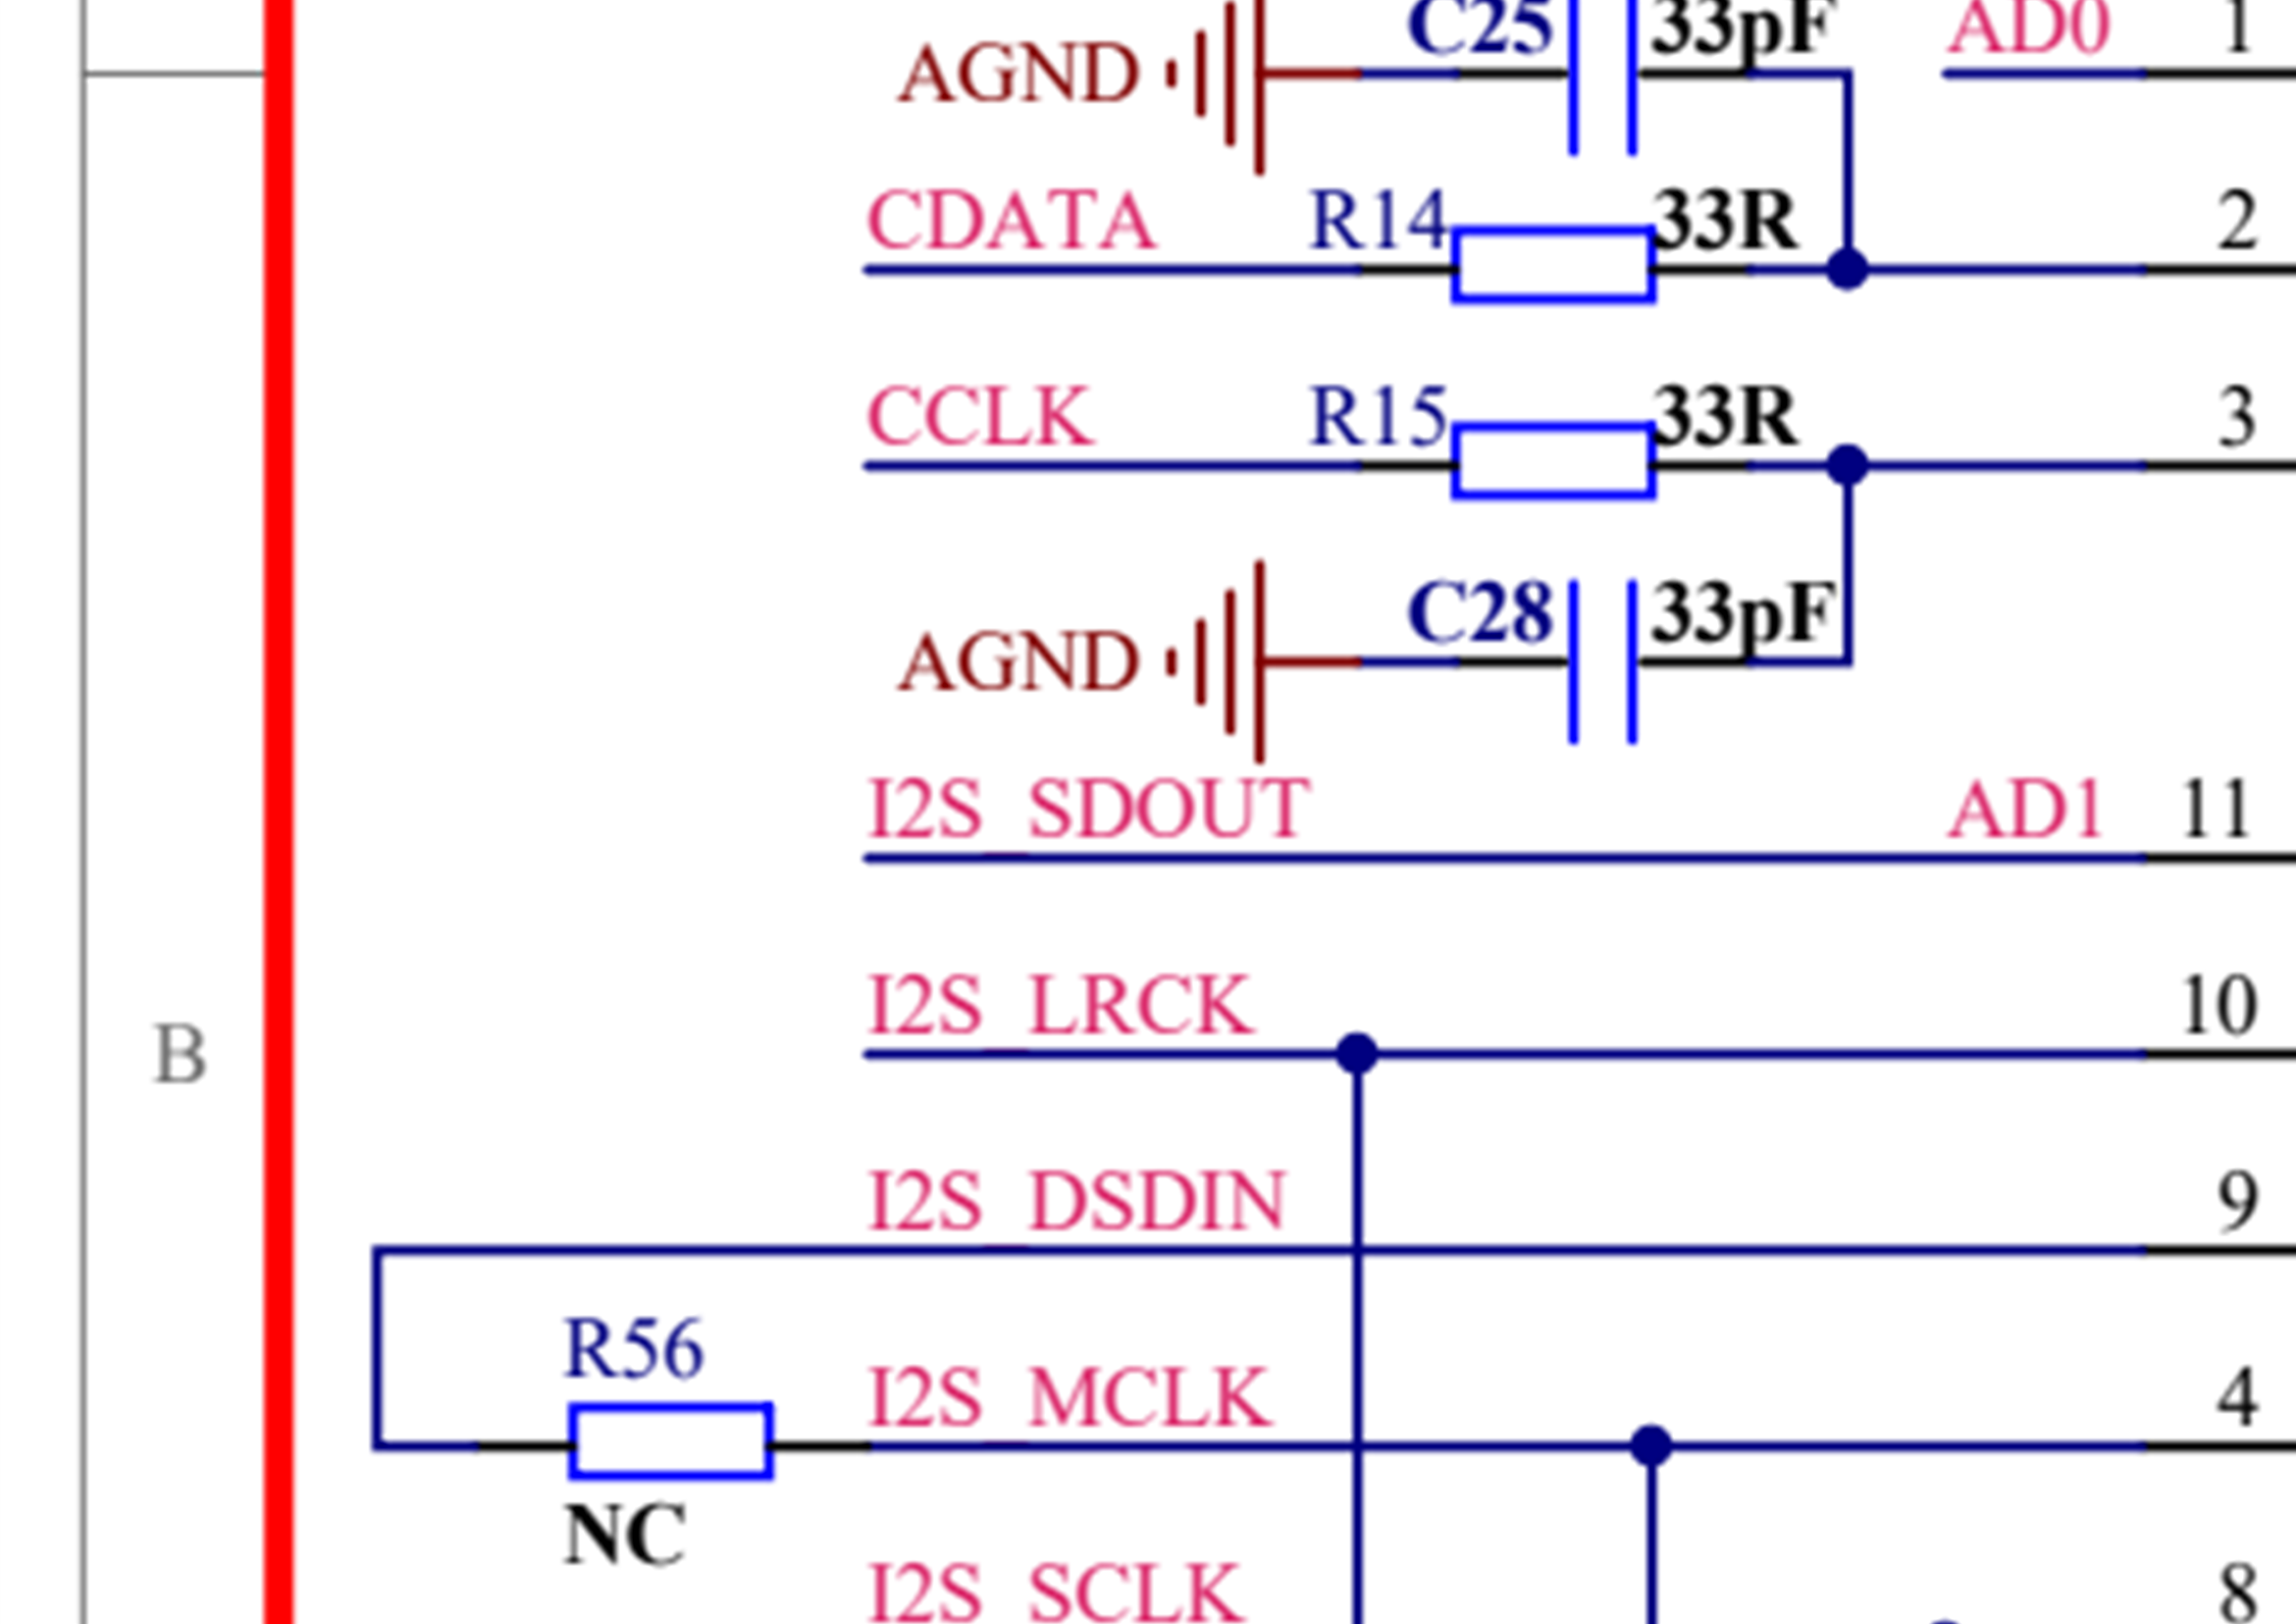 C25 33pF AD0 1
AGND
CDATA R14 33R 2
CCLK R15 33R 3
C28 33pF
AGND
I2S_SDOUT AD1 11
I2S_LRCK 10
B
I2S_DSDIN 9
R56
I2S_MCLK 4
NC
I2S_SCLK 8